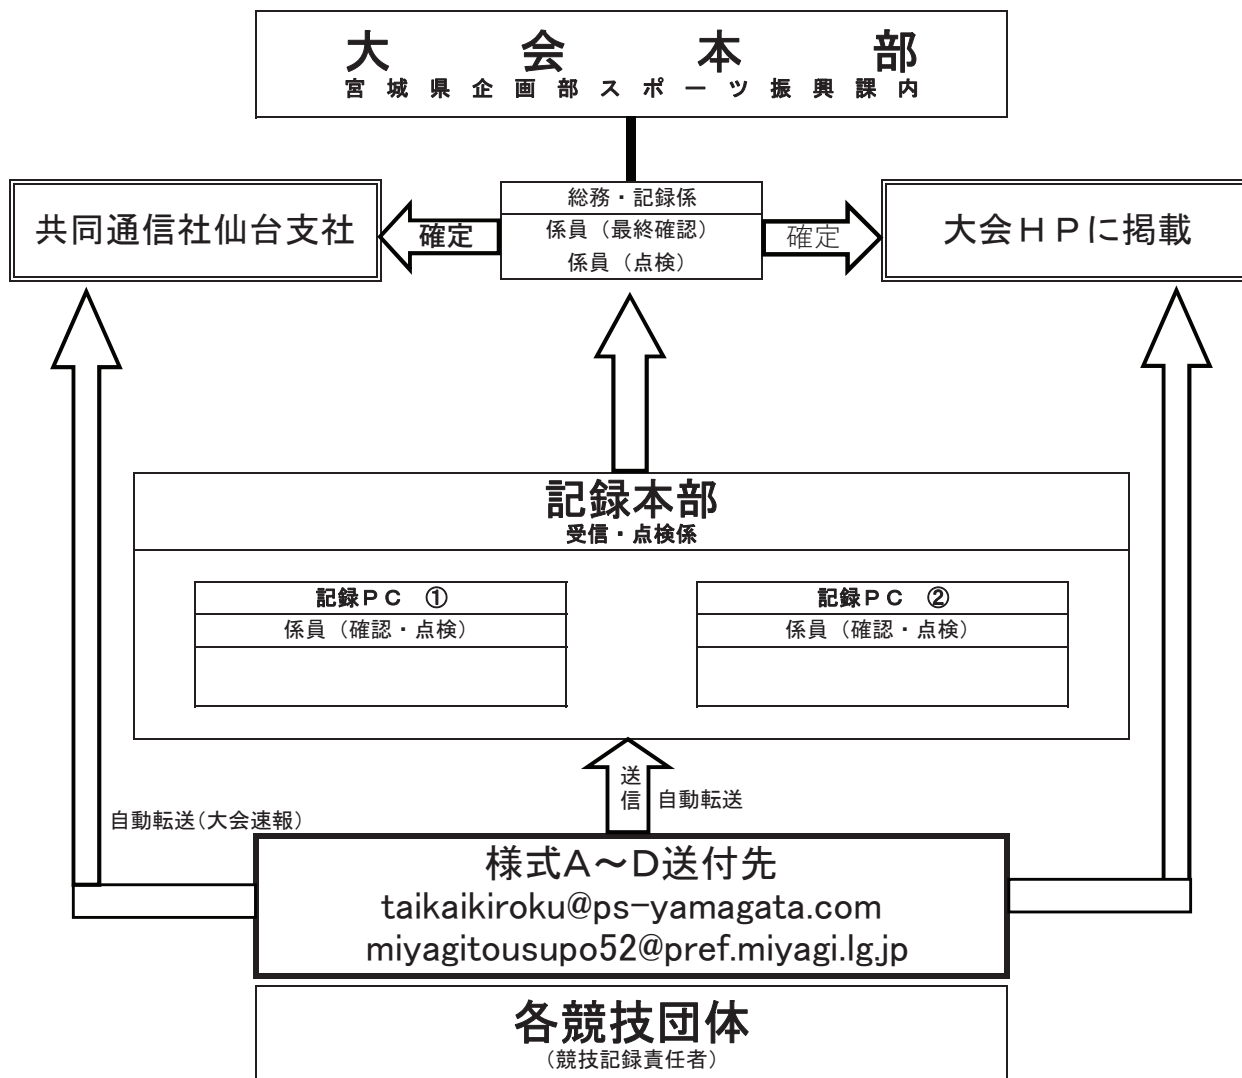 大会本部
宮城県企画部スポーツ振興課内
総務・記録係
係員（最終確認）
係員（点検）
共同通信社仙台支社
確定
確定
大会ＨＰに掲載
記録本部
受信・点検係
記録ＰＣ　①
係員（確認・点検）
記録ＰＣ　②
係員（確認・点検）
送信
自動転送
自動転送(大会速報)
様式Ａ～Ｄ送付先
taikaikiroku@ps-yamagata.com
miyagitousupo52@pref.miyagi.lg.jp
各競技団体
（競技記録責任者）